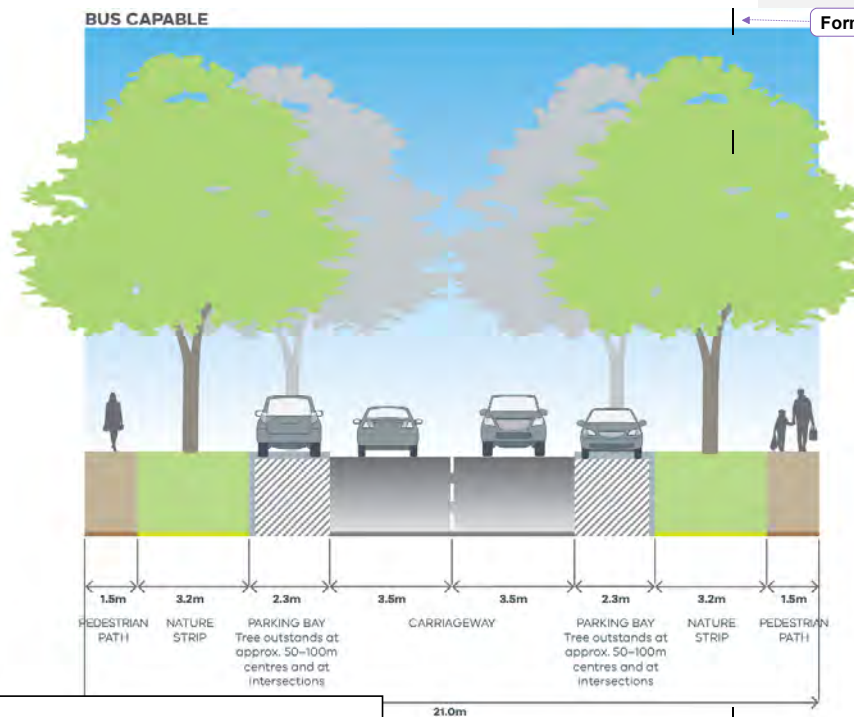 BUS CAPABLE
Forn
1.5m 3.2m 2.3m 3.5m 3.5m 2.3m 3.2m 1.5m
PEDESTRIAN PATH
NATURE STRIP
PARKING BAY
Tree outstands at
approx. 50–100m
centres and at
intersections
CARRIAGEWAY
PARKING BAY
Tree outstands at
approx. 50–100m
centres and at
intersections
NATURE STRIP
PEDESTRIAN PATH
21.0m